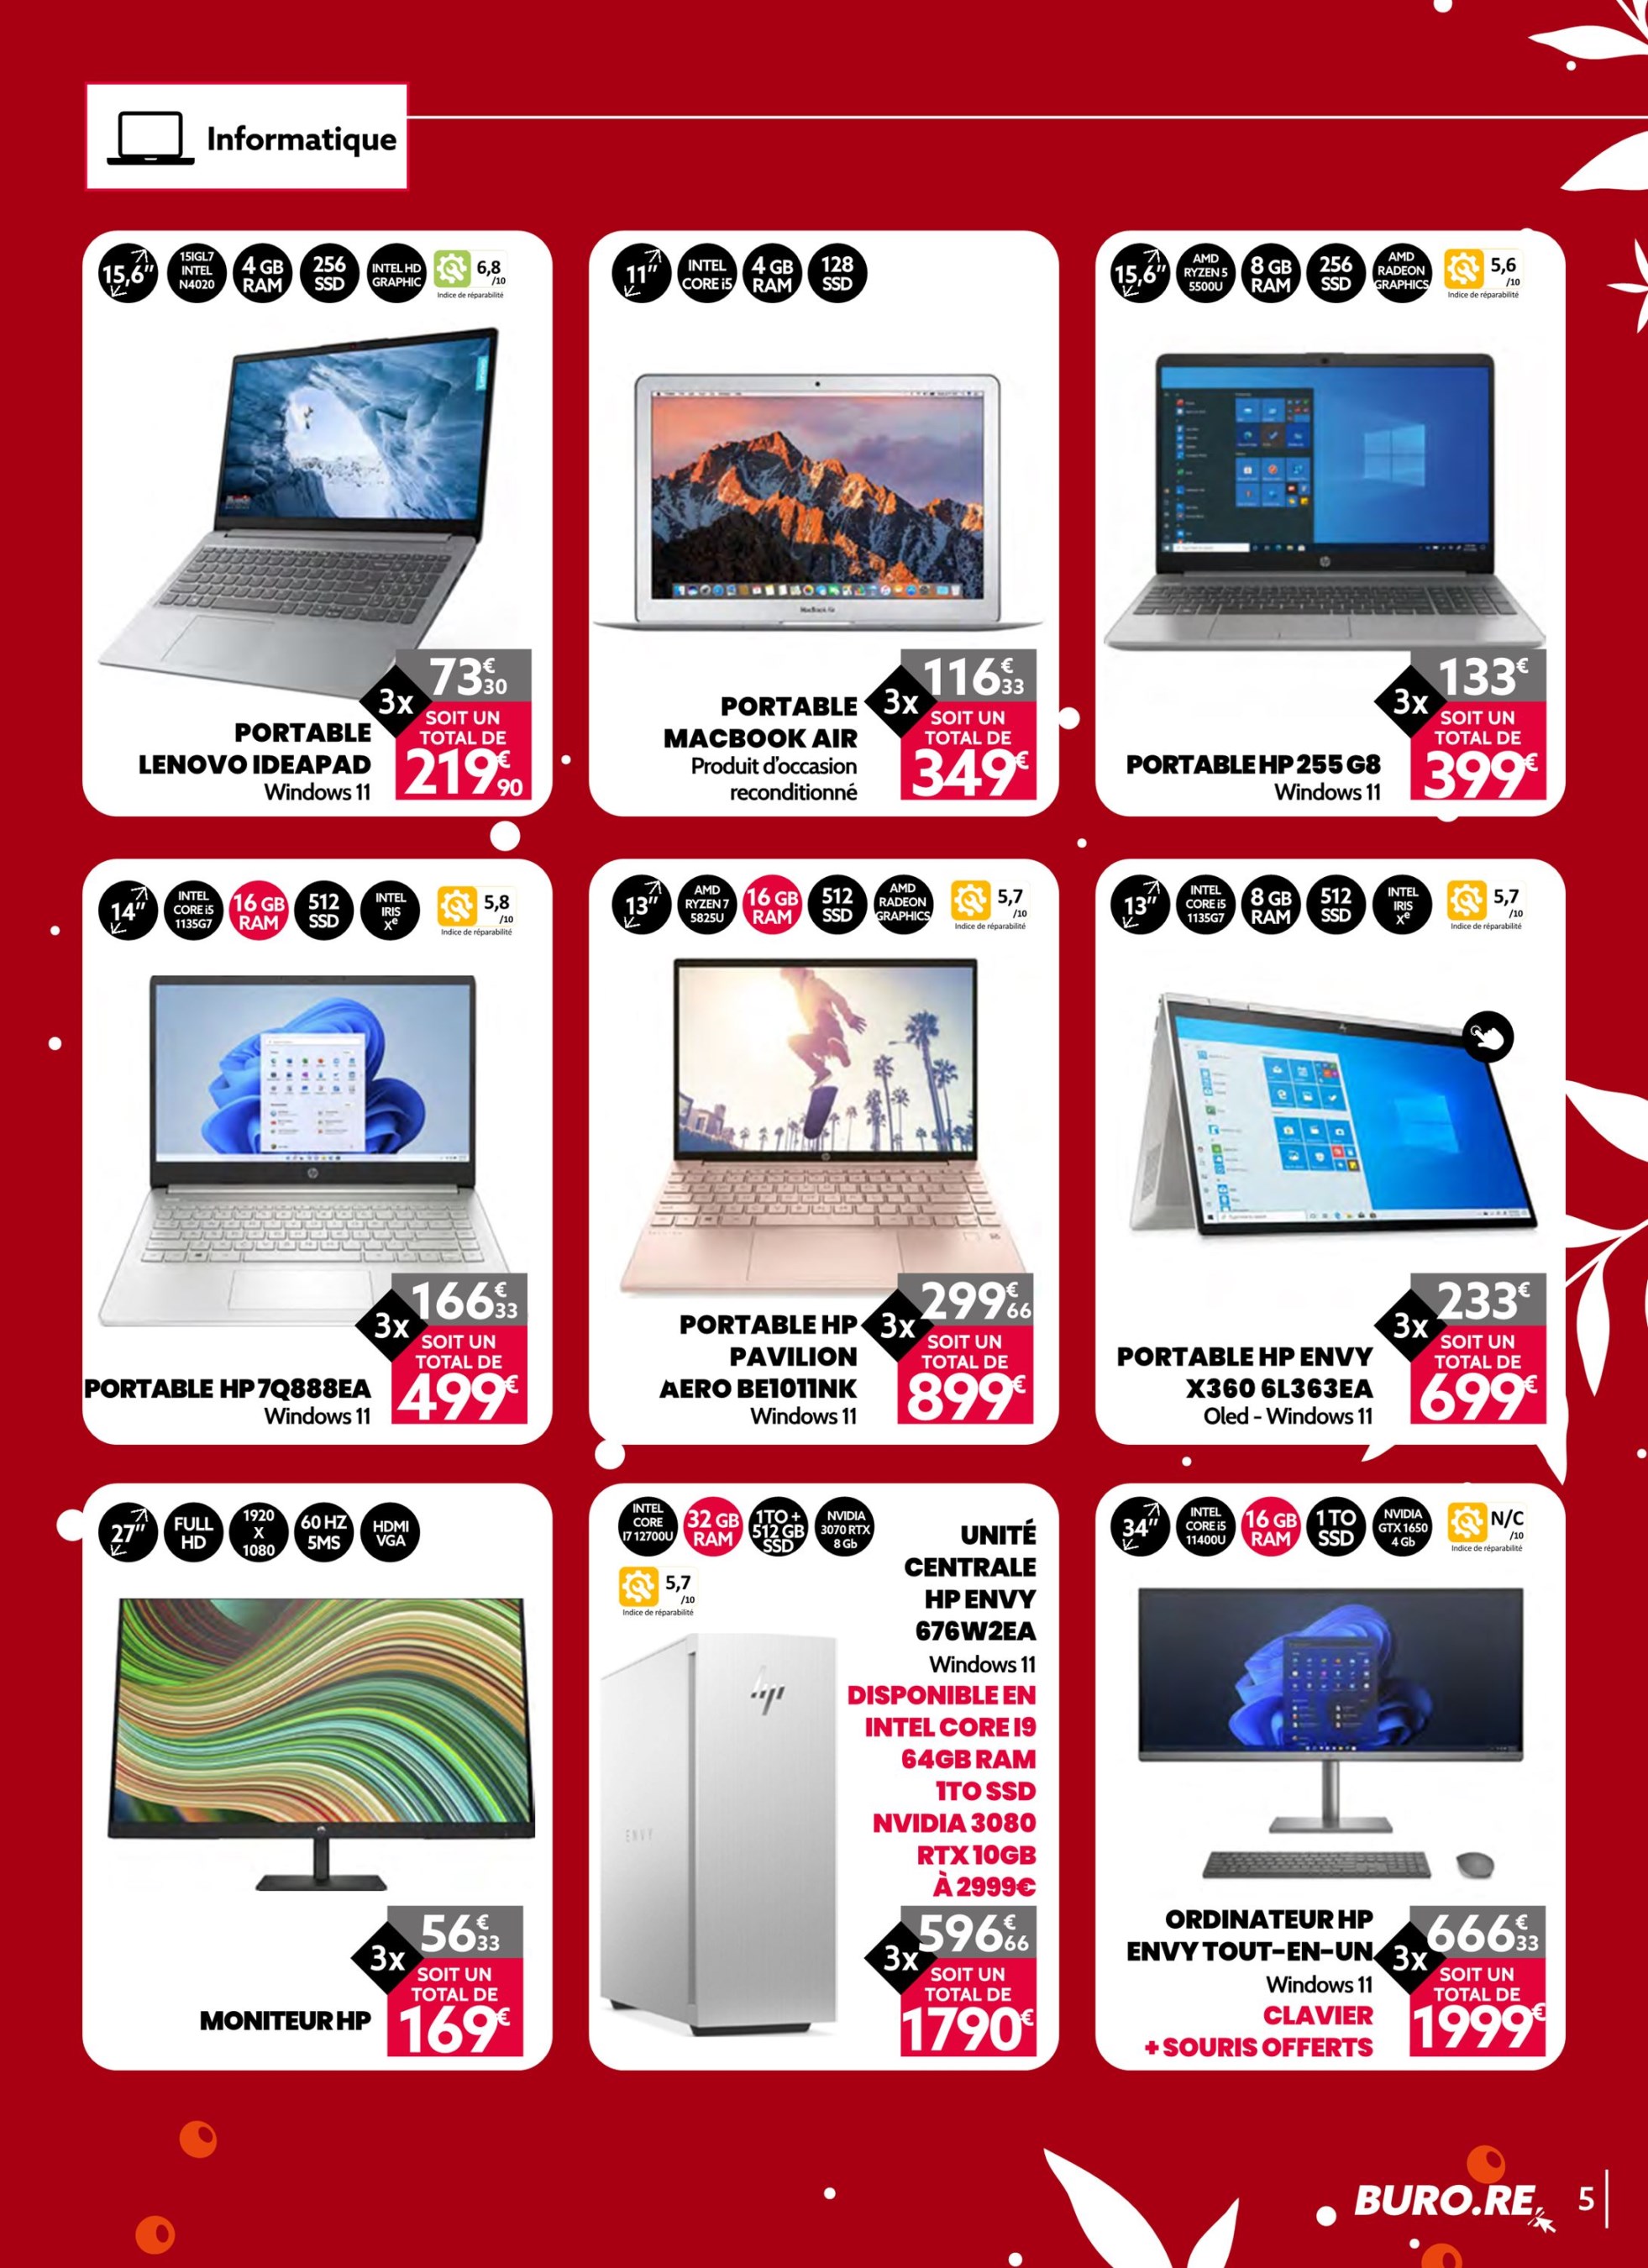 Informatique
15,6"
15IGL7
INTEL
N4020
4 GB
RAM
256
SSD
INTEL HD
GRAPHIC
6,8
/10
Indice de réparabilité
Lenovo
3x
73€30
SOIT UN
TOTAL DE
219€90
PORTABLE
LENOVO IDEAPAD
Windows 11
11"
INTEL
CORE i5
4 GB
RAM
128
SSD
MacBook Air
3x
116€33
SOIT UN
TOTAL DE
349€
PORTABLE
MACBOOK AIR
Produit d'occasion
reconditionné
15,6"
AMD
RYZEN 5
5500U
8 GB
RAM
256
SSD
AMD
RADEON
GRAPHICS
5,6
/10
Indice de réparabilité
3x
133€
SOIT UN
TOTAL DE
399€
PORTABLE HP 255 G8
Windows 11
14"
INTEL
CORE i5
1135G7
16 GB
RAM
512
SSD
INTEL
IRIS
Xe
5,8
/10
Indice de réparabilité
3x
166€33
SOIT UN
TOTAL DE
499€
PORTABLE HP 7Q888EA
Windows 11
13"
AMD
RYZEN 7
5825U
16 GB
RAM
512
SSD
AMD
RADEON
GRAPHICS
5,7
/10
Indice de réparabilité
3x
299€66
SOIT UN
TOTAL DE
899€
PORTABLE HP
PAVILION
AERO BE1011NK
Windows 11
13"
INTEL
CORE i5
1135G7
8 GB
RAM
512
SSD
INTEL
IRIS
Xe
5,7
/10
Indice de réparabilité
3x
233€
SOIT UN
TOTAL DE
699€
PORTABLE HP ENVY
X360 6L363EA
Oled - Windows 11
27"
FULL
HD
1920
X
1080
60 HZ
5MS
HDMI
VGA
3x
56€33
SOIT UN
TOTAL DE
169€
MONITEUR HP
INTEL
CORE
I7 12700U
32 GB
RAM
1TO +
512 GB
SSD
NVIDIA
3070 RTX
8 Gb
5,7
/10
Indice de réparabilité
UNITÉ
CENTRALE
HP ENVY
676W2EA
Windows 11
DISPONIBLE EN
INTEL CORE I9
64GB RAM
1TO SSD
NVIDIA 3080
RTX 10GB
À 2999€
hp
ENVY
3x
596€66
SOIT UN
TOTAL DE
1790€
34"
INTEL
CORE i5
11400U
16 GB
RAM
1 TO
SSD
NVIDIA
GTX 1650
4 Gb
N/C
/10
Indice de réparabilité
ORDINATEUR HP
ENVY TOUT-EN-UN
Windows 11
CLAVIER
+ SOURIS OFFERTS
3x
666€33
SOIT UN
TOTAL DE
1999€
BURO.RE
5